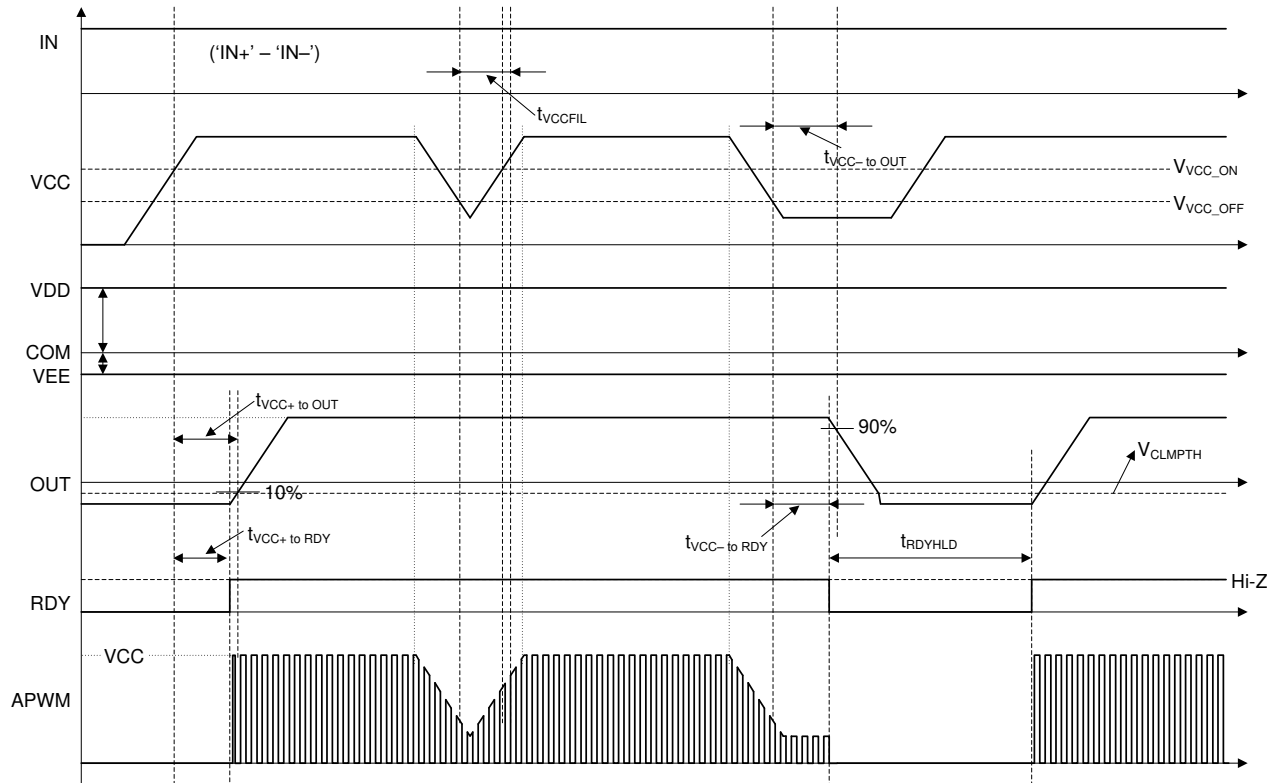 IN
(‘IN+’ – ‘IN–’)
tVCCFIL
tVCC– to OUT
VCC
VVCC_ON
VVCC_OFF
VDD
COM
VEE
tVCC+ to OUT
90%
VCLMPTH
OUT
10%
tVCC+ to RDY
tVCC– to RDY
tRDYHLD
Hi-Z
RDY
VCC
APWM